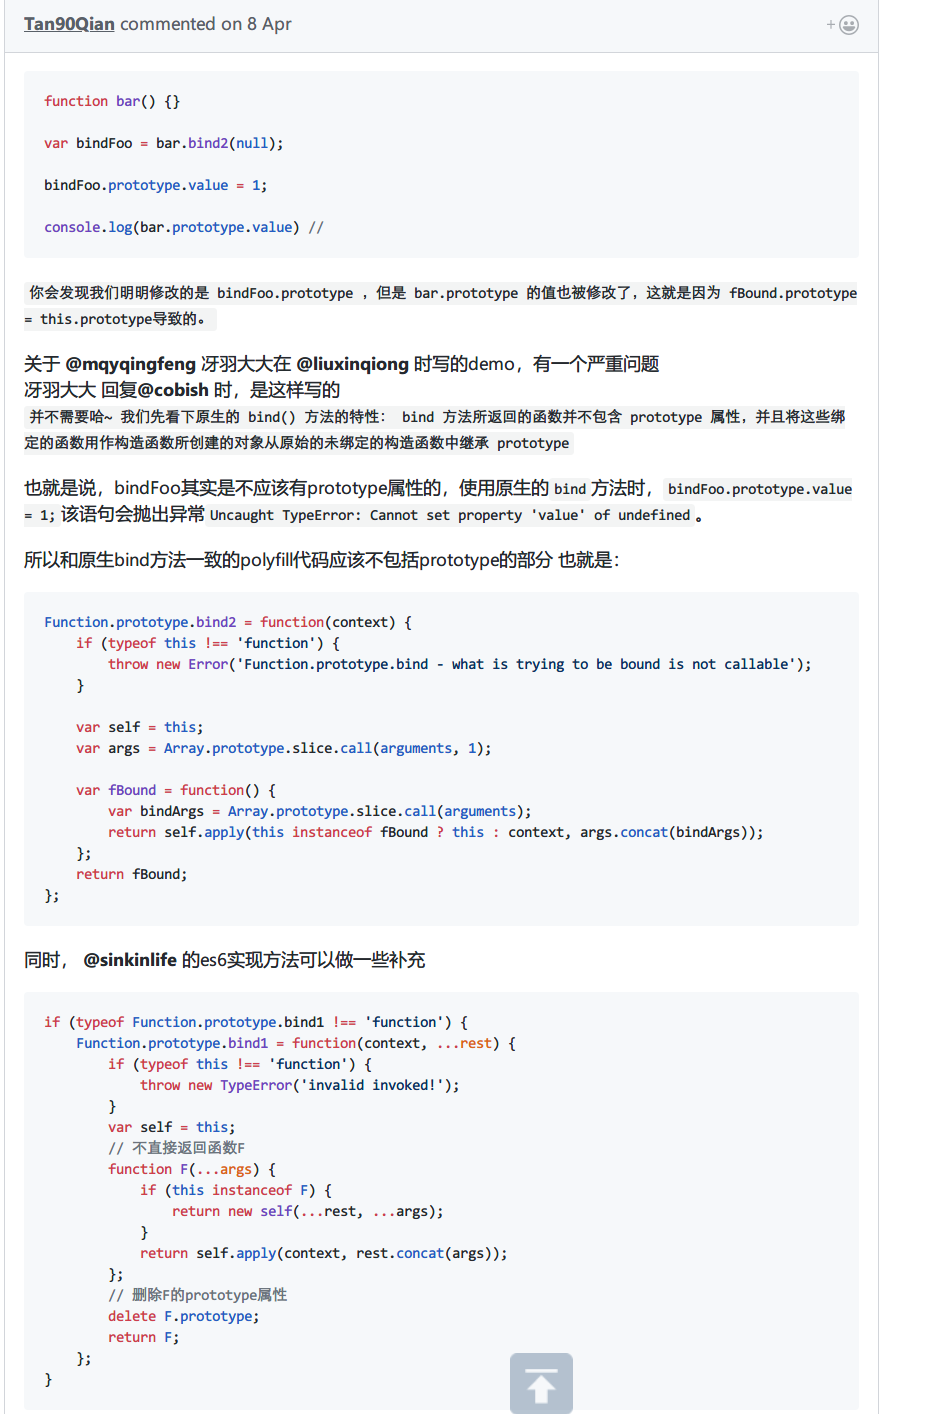 Tan90Qian commented on 8 Apr
function bar() {}
var bindFoo = bar.bind2(null);
bindFoo.prototype.value = 1;
console.log(bar.prototype.value) //
你会发现我们明明修改的是 bindFoo.prototype ，但是 bar.prototype 的值也被修改了，这就是因为 fBound.prototype
= this.prototype导致的。
关于 @mqyqingfeng 冴羽大大在 @liuxinqiong 时写的demo，有一个严重问题
冴羽大大 回复@cobish 时，是这样写的
并不需要哈~ 我们先看下原生的 bind() 方法的特性： bind 方法所返回的函数并不包含 prototype 属性，并且将这些绑
定的函数用作构造函数所创建的对象从原始的未绑定的构造函数中继承 prototype
也就是说，bindFoo其实是不应该有prototype属性的，使用原生的 bind 方法时， bindFoo.prototype.value
= 1; 该语句会抛出异常 Uncaught TypeError: Cannot set property 'value' of undefined 。
所以和原生bind方法一致的polyfill代码应该不包括prototype的部分 也就是：
Function.prototype.bind2 = function(context) {
    if (typeof this !== 'function') {
        throw new Error('Function.prototype.bind - what is trying to be bound is not callable');
    }
    var self = this;
    var args = Array.prototype.slice.call(arguments, 1);
    var fBound = function() {
        var bindArgs = Array.prototype.slice.call(arguments);
        return self.apply(this instanceof fBound ? this : context, args.concat(bindArgs));
    };
    return fBound;
};
同时， @sinkinlife 的es6实现方法可以做一些补充
if (typeof Function.prototype.bind1 !== 'function') {
    Function.prototype.bind1 = function(context, ...rest) {
        if (typeof this !== 'function') {
            throw new TypeError('invalid invoked!');
        }
        var self = this;
        // 不直接返回函数F
        function F(...args) {
            if (this instanceof F) {
                return new self(...rest, ...args);
            }
            return self.apply(context, rest.concat(args));
        };
        // 删除F的prototype属性
        delete F.prototype;
        return F;
    };
}